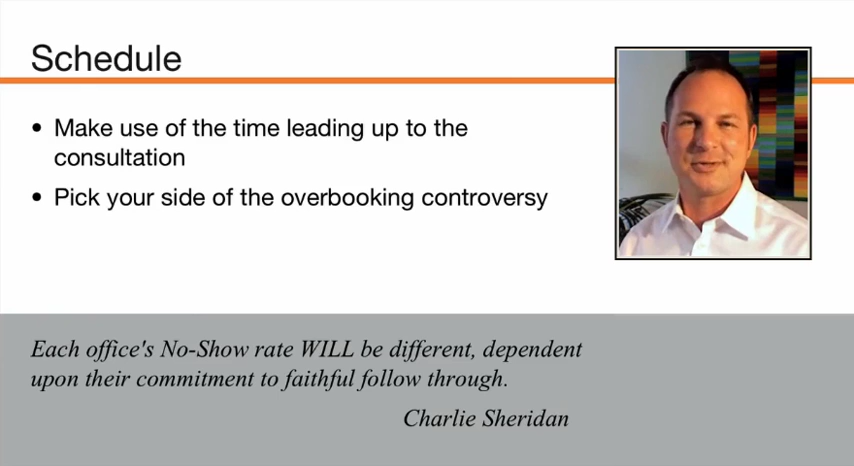 Schedule
• Make use of the time leading up to the
consultation
• Pick your side of the overbooking controversy
Each office's No-Show rate WILL be different, dependent
upon their commitment to faithful follow through.
Charlie Sheridan